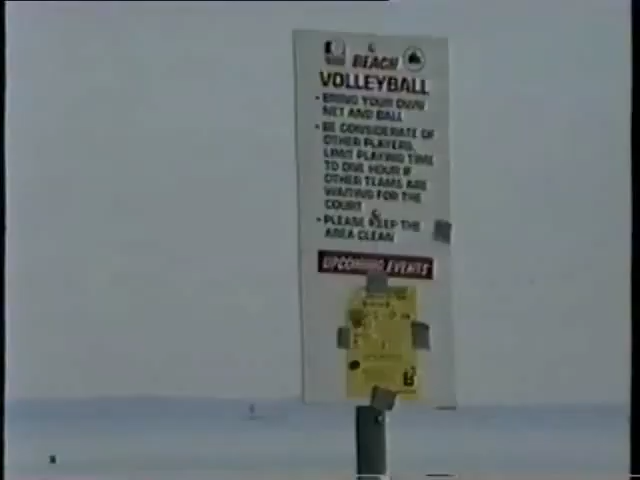 BEACH
VOLLEYBALL
• BRING YOUR OWN
NET AND BALL
• BE CONSIDERATE OF
OTHER PLAYERS,
LIMIT PLAYING TIME
TO ONE HOUR IF
OTHER TEAMS ARE
WAITING FOR THE
COURT
• PLEASE KEEP THE
AREA CLEAN
UPCOMING EVENTS